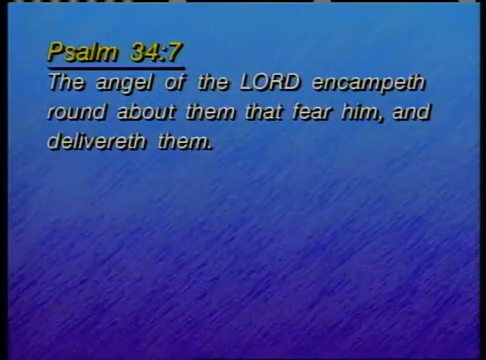 Psalm 34:7
The angel of the LORD encampeth
round about them that fear him, and
delivereth them.